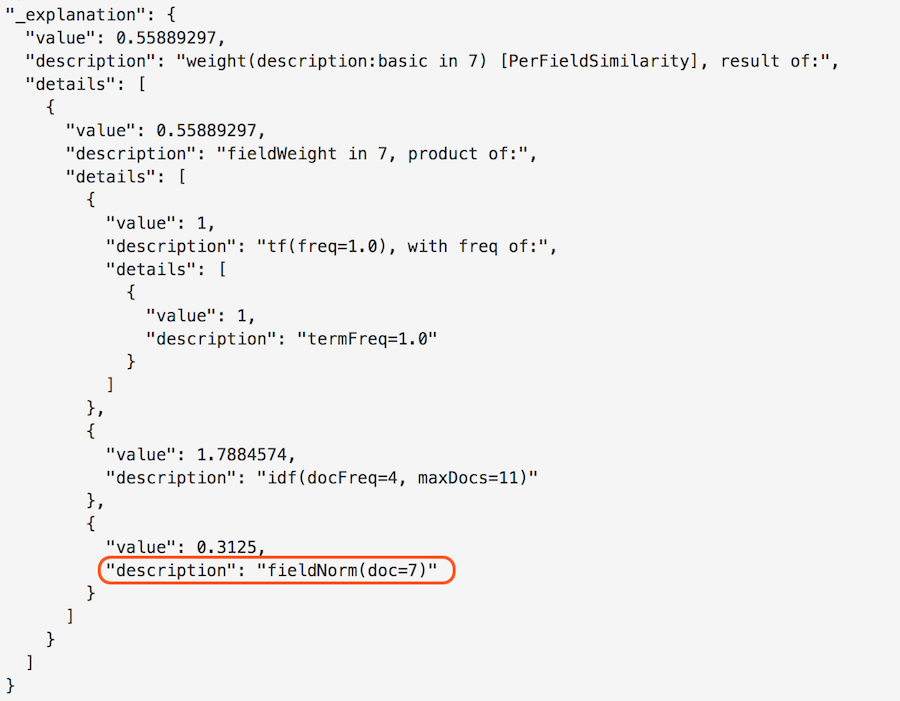 "_explanation": {
"value": 0.55889297,
"description": "weight(description:basic in 7) [PerFieldSimilarity], result of:",
"details": [
{
"value": 0.55889297,
"description": "fieldWeight in 7, product of:",
"details": [
{
"value": 1,
"description": "tf(freq=1.0), with freq of:",
"details": [
{
"value": 1,
"description": "termFreq=1.0"
}
]
},
{
"value": 1.7884574,
"description": "idf(docFreq=4, maxDocs=11)"
},
{
"value": 0.3125,
"description": "fieldNorm(doc=7)"
}
]
}
]
}